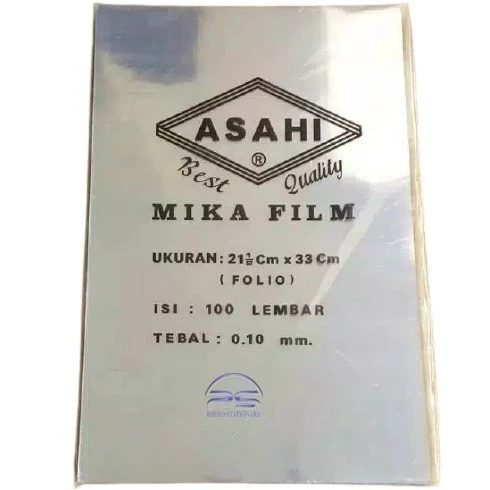 ASAHI
®
Best Quality
MIKA FILM
UKURAN: 21½ Cm x 33 Cm
( FOLIO )
ISI : 100 LEMBAR
TEBAL : 0.10 mm.